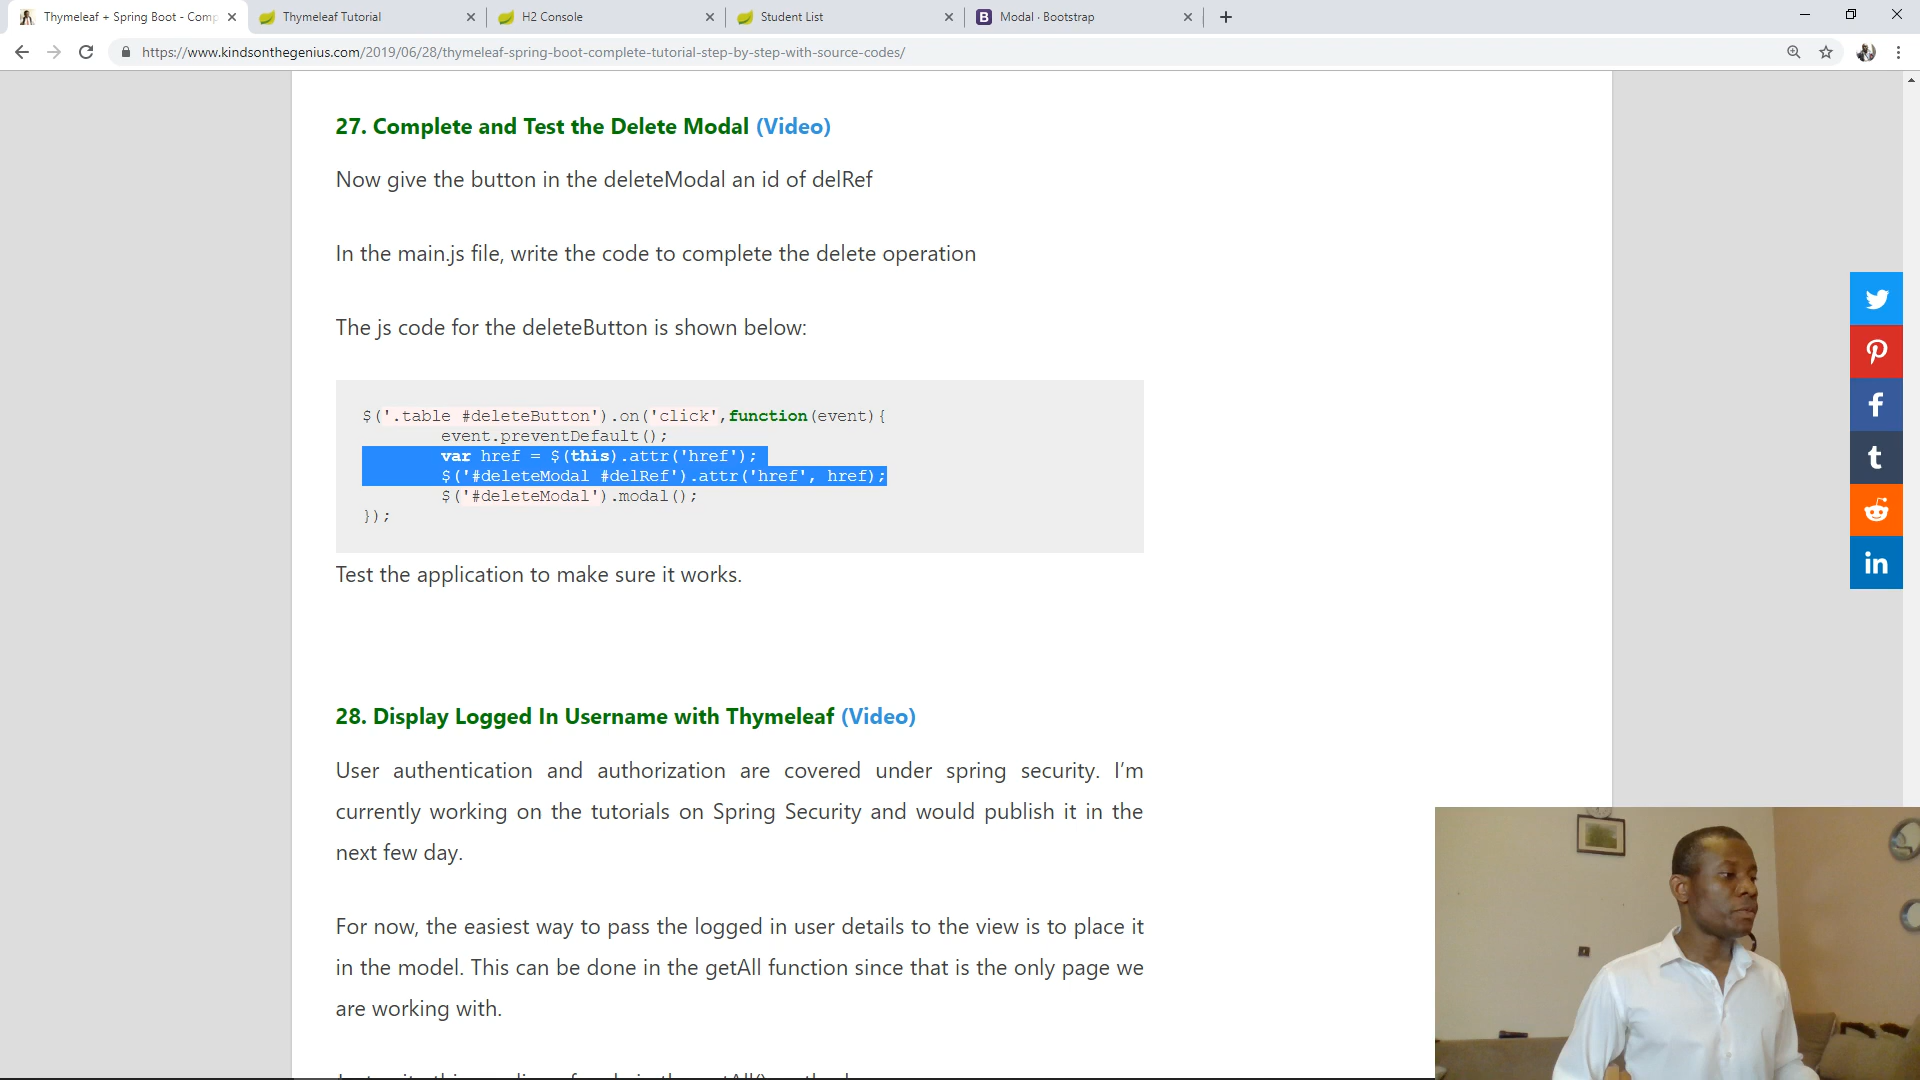 Thymeleaf + Spring Boot - Comp
Thymeleaf Tutorial
H2 Console
Student List
B Modal · Bootstrap
https://www.kindsonthegenius.com/2019/06/28/thymeleaf-spring-boot-complete-tutorial-step-by-step-with-source-codes/
27. Complete and Test the Delete Modal (Video)
Now give the button in the deleteModal an id of delRef
In the main.js file, write the code to complete the delete operation
The js code for the deleteButton is shown below:
$('.table #deleteButton').on('click',function(event){
event.preventDefault();
var href = $(this).attr('href');
$('#deleteModal #delRef').attr('href', href);
$('#deleteModal').modal();
});
Test the application to make sure it works.
28. Display Logged In Username with Thymeleaf (Video)
User authentication and authorization are covered under spring security. I’m
currently working on the tutorials on Spring Security and would publish it in the
next few day.
For now, the easiest way to pass the logged in user details to the view is to place it
in the model. This can be done in the getAll function since that is the only page we
are working with.